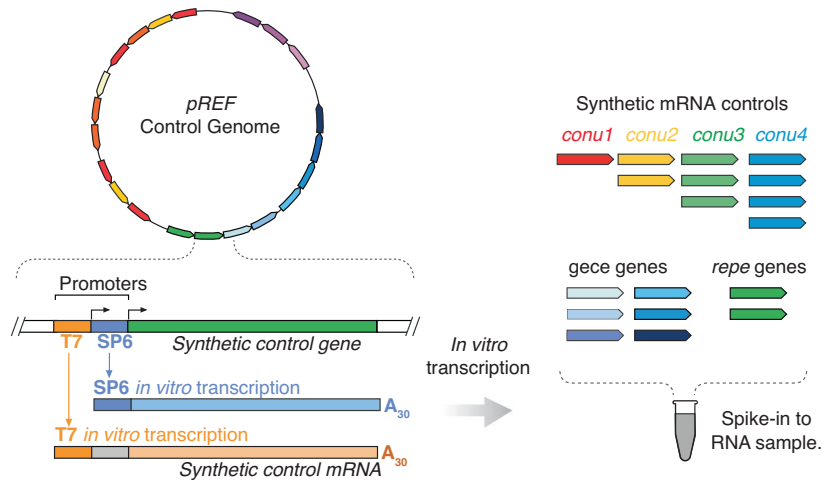 pREF
Control Genome
Promoters
T7 SP6 Synthetic control gene
SP6 in vitro transcription
A30
T7 in vitro transcription
A30
Synthetic control mRNA
In vitro
transcription
Synthetic mRNA controls
conu1 conu2 conu3 conu4
gece genes repe genes
Spike-in to
RNA sample.